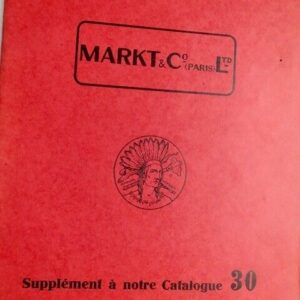 MARKT & Co (PARIS) LTD
Supplément à notre Catalogue 30